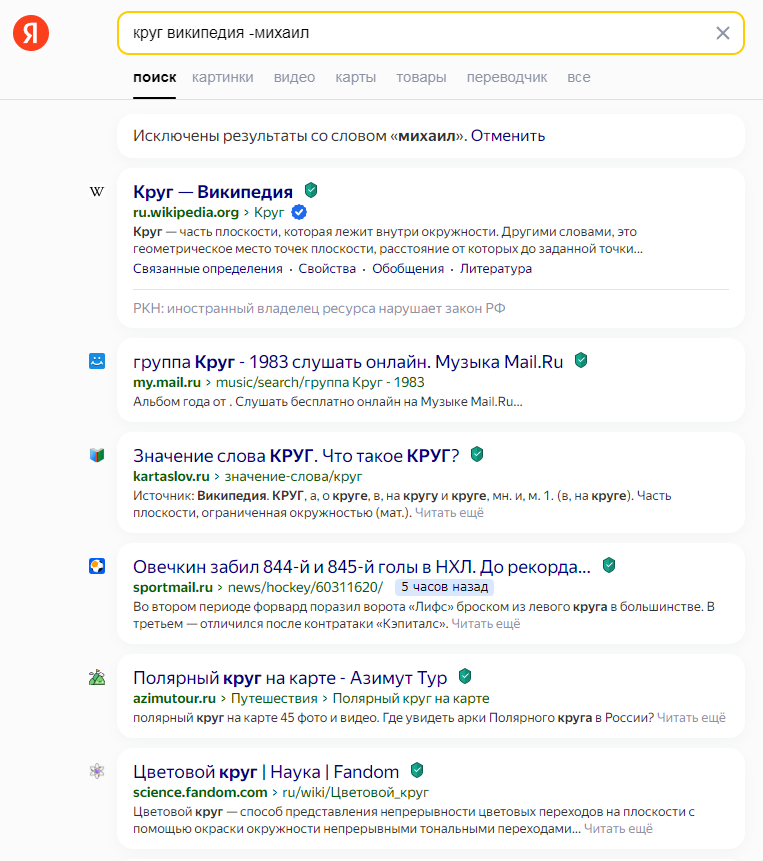 Я
круг википедия -михаил
поиск картинки видео карты товары переводчик все
Исключены результаты со словом «михаил». Отменить
W
Круг — Википедия
ru.wikipedia.org › Круг
Круг — часть плоскости, которая лежит внутри окружности. Другими словами, это
геометрическое место точек плоскости, расстояние от которых до заданной точки...
Связанные определения · Свойства · Обобщения · Литература
РКН: иностранный владелец ресурса нарушает закон РФ
группа Круг - 1983 слушать онлайн. Музыка Mail.Ru
my.mail.ru › music/search/группа Круг - 1983
Альбом года от . Слушать бесплатно онлайн на Музыке Mail.Ru...
Значение слова КРУГ. Что такое КРУГ?
kartaslov.ru › значение-слова/круг
Источник: Википедия. КРУГ, а, о круге, в, на кругу и круге, мн. и, м. 1. (в, на круге). Часть
плоскости, ограниченная окружностью (мат.). Читать ещё
Овечкин забил 844-й и 845-й голы в НХЛ. До рекорда...
sportmail.ru › news/hockey/60311620/ 5 часов назад
Во втором периоде форвард поразил ворота «Лифс» броском из левого круга в большинстве. В
третьем — отличился после контратаки «Кэпиталс». Читать ещё
Полярный круг на карте - Азимут Тур
azimutour.ru › Путешествия › Полярный круг на карте
полярный круг на карте 45 фото и видео. Где увидеть арки Полярного круга в России? Читать ещё
Цветовой круг | Наука | Fandom
science.fandom.com › ru/wiki/Цветовой_круг
Цветовой круг — способ представления непрерывности цветовых переходов на плоскости с
помощью окраски окружности непрерывными тональными переходами... Читать ещё